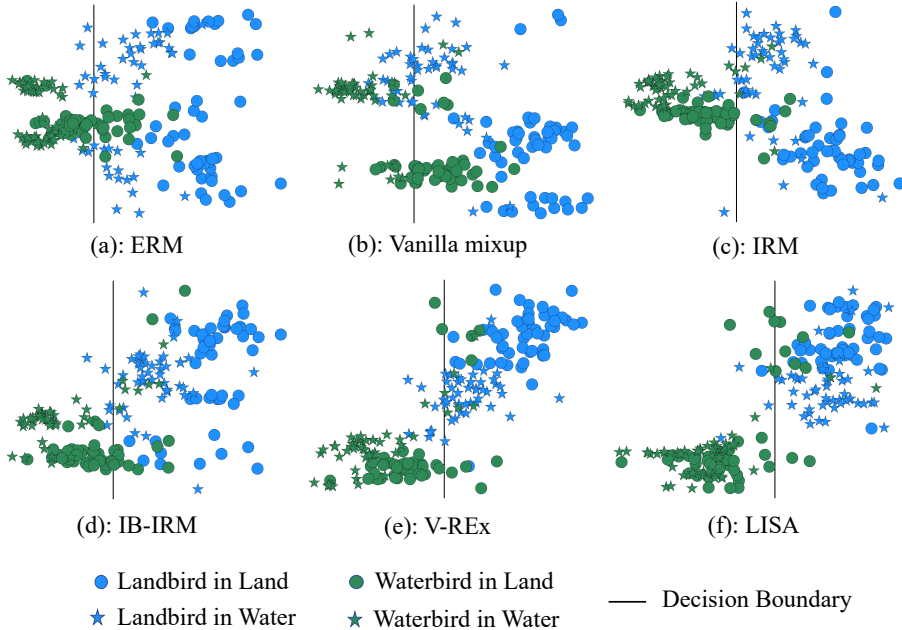 (a): ERM
(b): Vanilla mixup
(c): IRM
(d): IB-IRM
(e): V-REx
(f): LISA
Landbird in Land
Waterbird in Land
Decision Boundary
Landbird in Water
Waterbird in Water